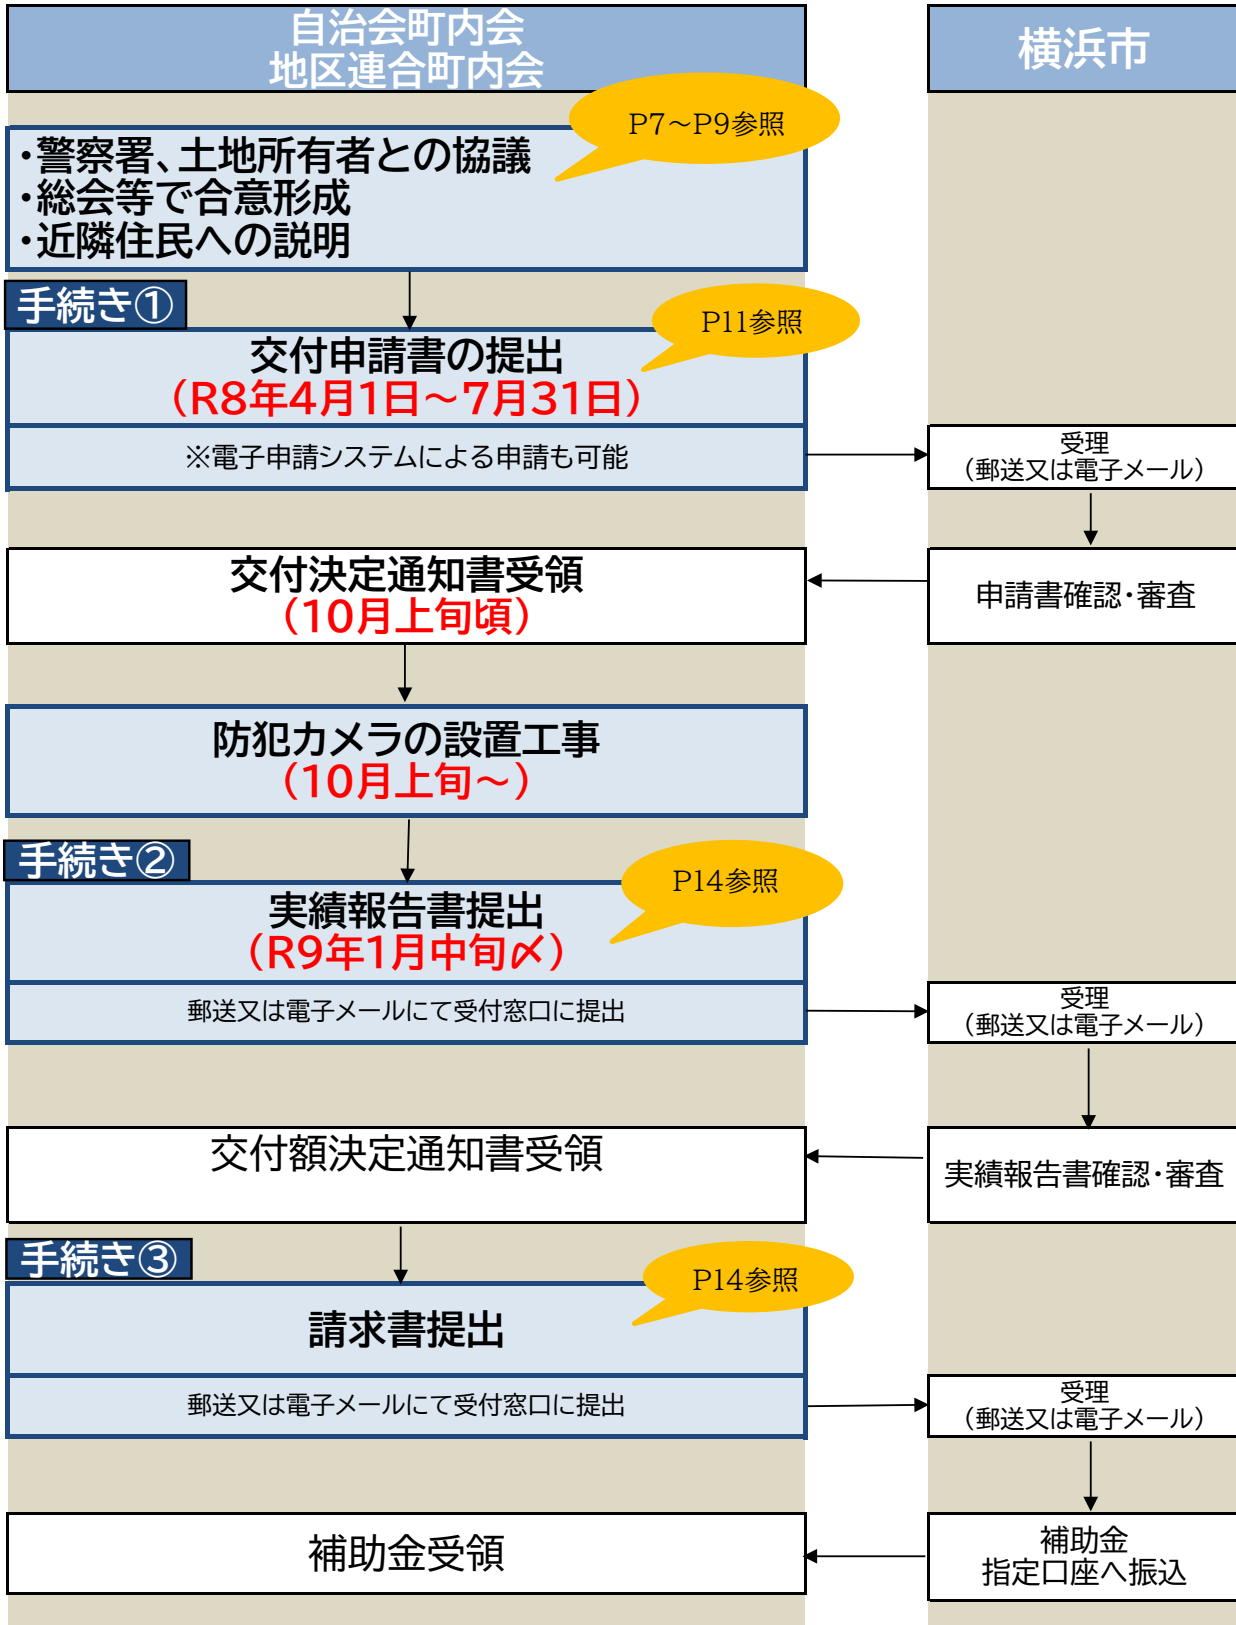 自治会町内会
地区連合町内会
横浜市
P7～P9参照
・警察署、土地所有者との協議
・総会等で合意形成
・近隣住民への説明
手続き①
P11参照
交付申請書の提出
（R8年4月1日～7月31日）
※電子申請システムによる申請も可能
受理
（郵送又は電子メール）
交付決定通知書受領
（10月上旬頃）
申請書確認・審査
防犯カメラの設置工事
（10月上旬～）
手続き②
P14参照
実績報告書提出
（R9年1月中旬〆）
郵送又は電子メールにて受付窓口に提出
受理
（郵送又は電子メール）
交付額決定通知書受領
実績報告書確認・審査
手続き③
P14参照
請求書提出
郵送又は電子メールにて受付窓口に提出
受理
（郵送又は電子メール）
補助金受領
補助金
指定口座へ振込